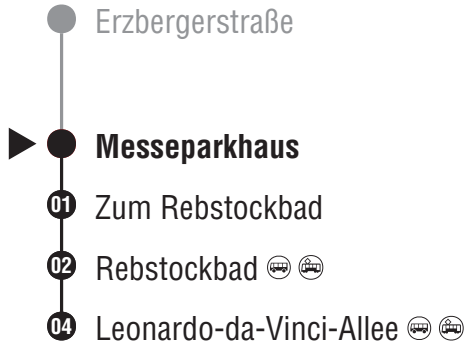 Erzbergerstraße
Messeparkhaus
01 Zum Rebstockbad
02 Rebstockbad
04 Leonardo-da-Vinci-Allee